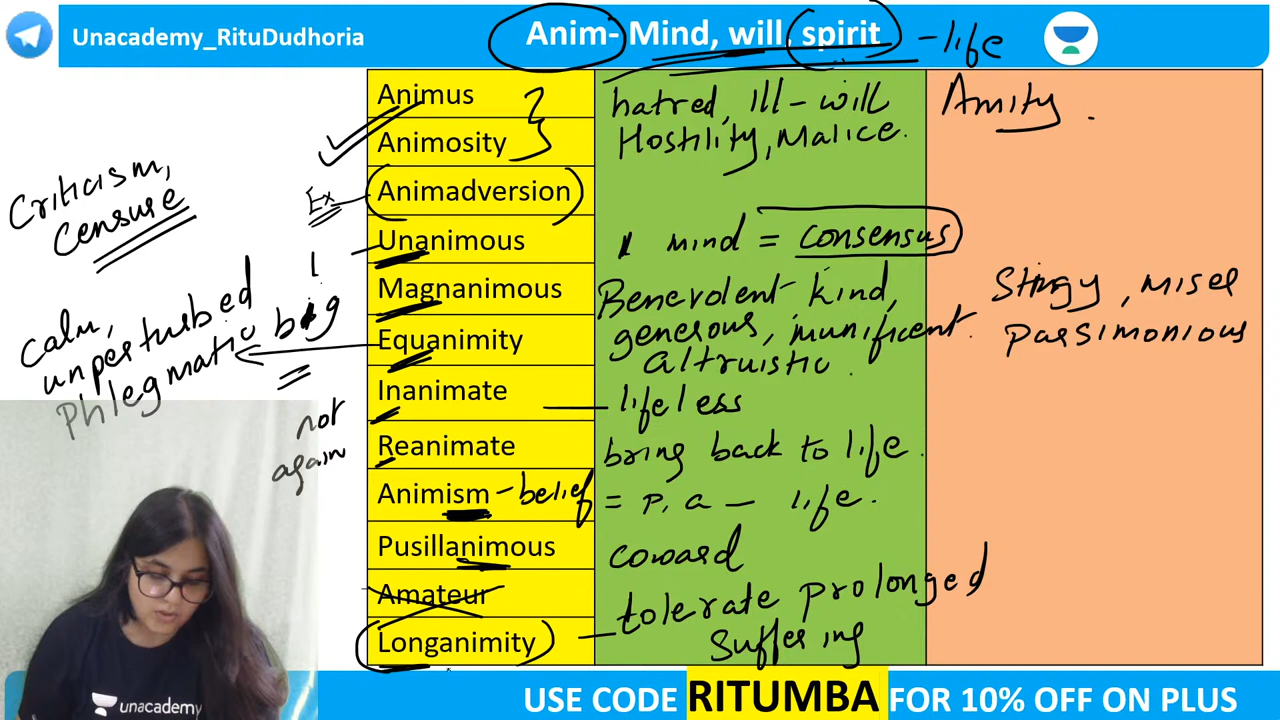 Unacademy_RituDudhoria
Anim- Mind, will, spirit - life
Animus
hatred, Ill-will
Amity.
Animosity
Hostility, Malice.
Criticism,
Censure
Ex
Animadversion
Unanimous
1 mind = consensus
Magnanimous
big
Benevolent kind,
generous, munificent.
Altruistic.
Stingy, miser
parsimonious
Equanimity
calm,
unperturbed
Phlegmatic
Inanimate
lifeless
not
again
Reanimate
bring back to life.
Animism - belief = P, a - life.
Pusillanimous
coward
Amateur
Longanimity
tolerate prolonged
suffering
unacademy
USE CODE RITUMBA FOR 10% OFF ON PLUS